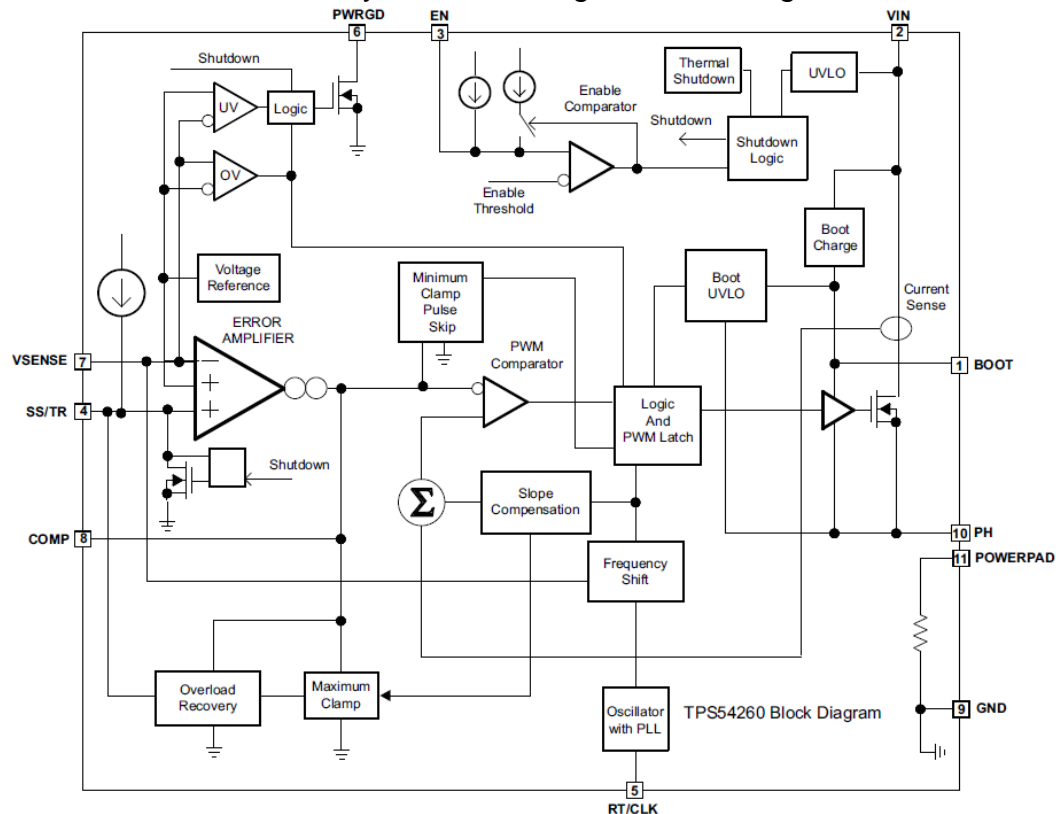 PWRGD
EN
VIN
6
3
2
Shutdown
Thermal
Shutdown
UVLO
UV
Logic
Enable
Comparator
Shutdown
Shutdown
Logic
OV
Enable
Threshold
Boot
Charge
Voltage
Reference
Minimum
Clamp
Pulse
Skip
Boot
UVLO
Current
Sense
ERROR
AMPLIFIER
PWM
Comparator
VSENSE
7
1
BOOT
SS/TR
4
Logic
And
PWM Latch
Shutdown
Σ
Slope
Compensation
COMP
8
10
PH
11
POWERPAD
Frequency
Shift
Overload
Recovery
Maximum
Clamp
Oscillator
with PLL
TPS54260 Block Diagram
9
GND
5
RT/CLK